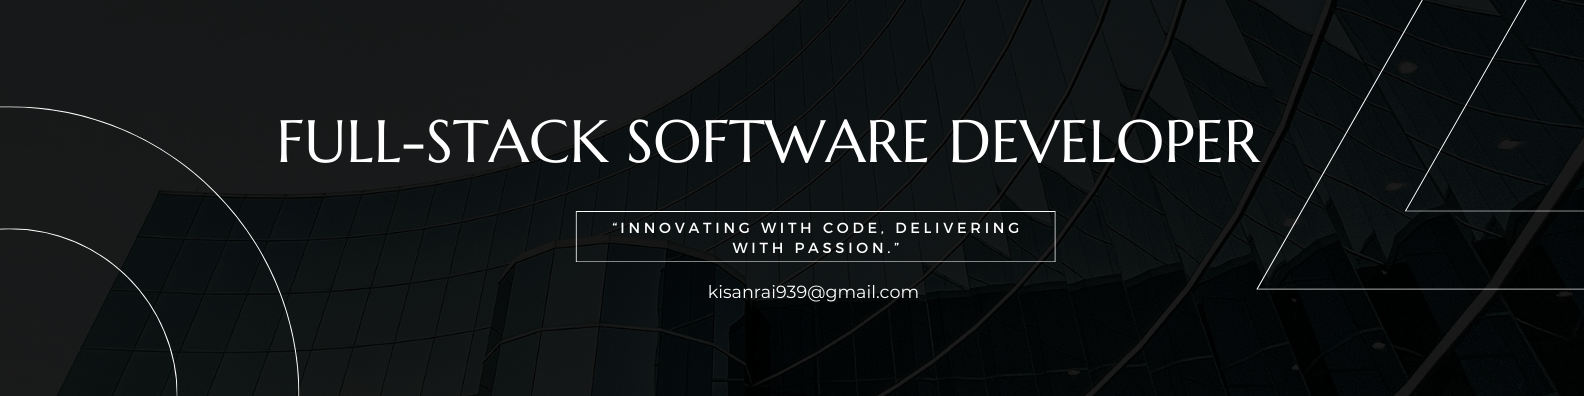 FULL-STACK SOFTWARE DEVELOPER
“INNOVATING WITH CODE, DELIVERING
WITH PASSION.”
kisanrai939@gmail.com